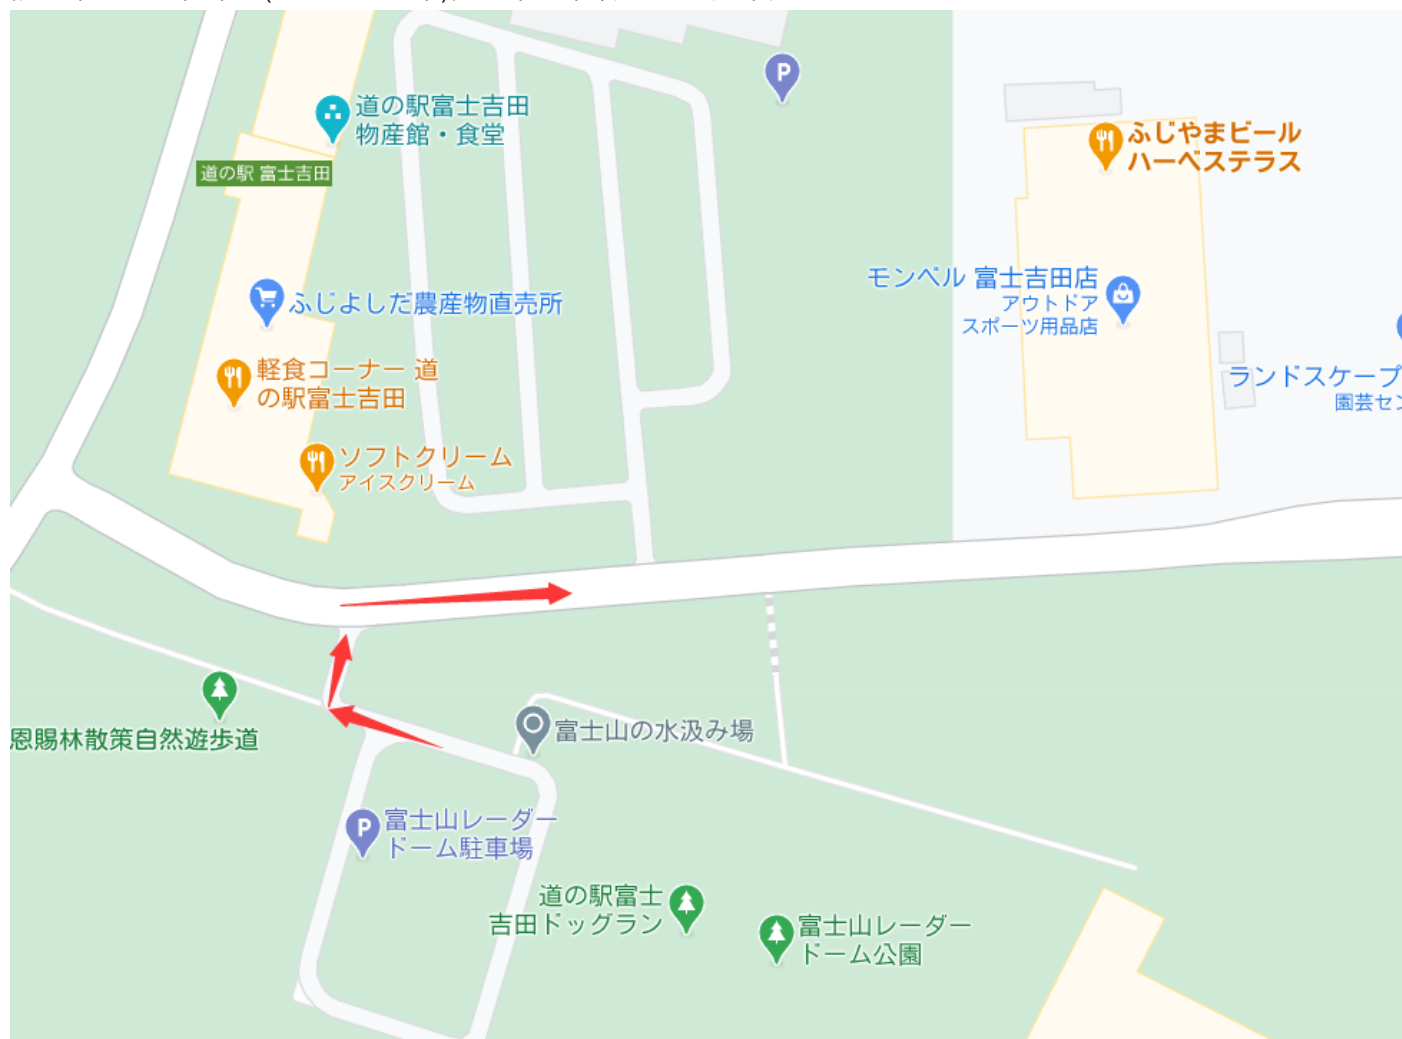 道の駅富士吉田
物産館・食堂
道の駅 富士吉田
ふじやまビール
ハーベステラス
モンベル 富士吉田店
アウトドア
スポーツ用品店
ふじよしだ農産物直売所
軽食コーナー 道
の駅富士吉田
ランドスケープ
園芸セン
ソフトクリーム
アイスクリーム
恩賜林散策自然遊歩道
富士山の水汲み場
富士山レーダー
ドーム駐車場
道の駅富士
吉田ドッグラン
富士山レーダー
ドーム公園
P
P